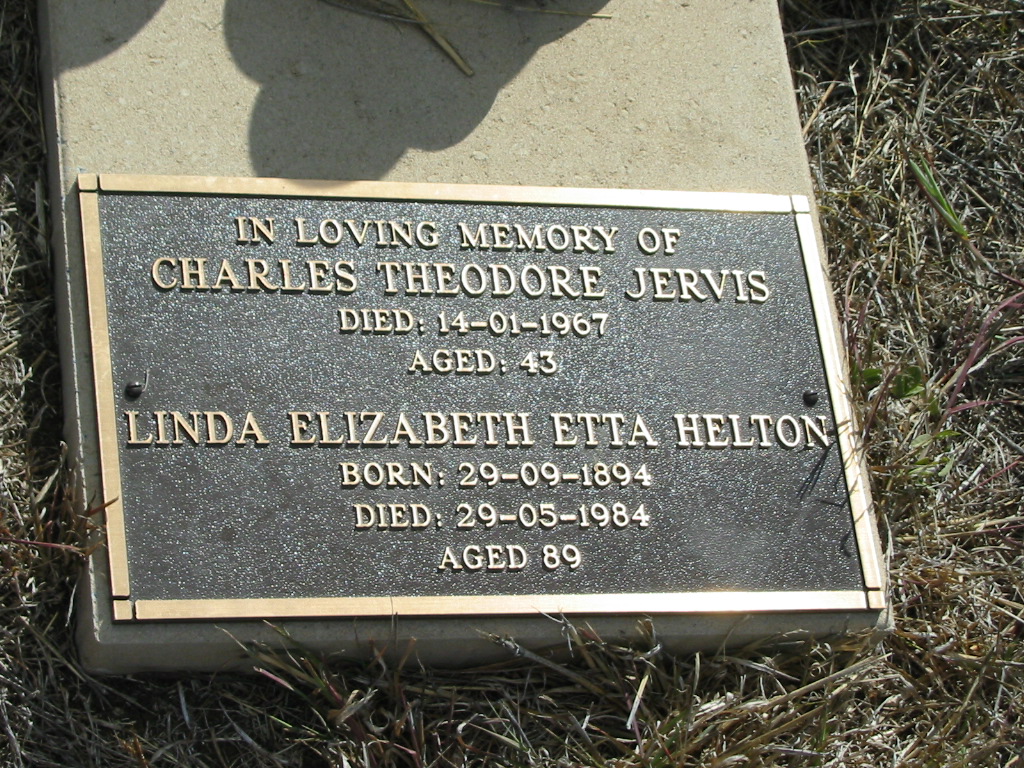 IN LOVING MEMORY OF
CHARLES THEODORE JERVIS
DIED: 14-01-1967
AGED: 43
LINDA ELIZABETH ETTA HELTON
BORN: 29-09-1894
DIED: 29-05-1984
AGED 89